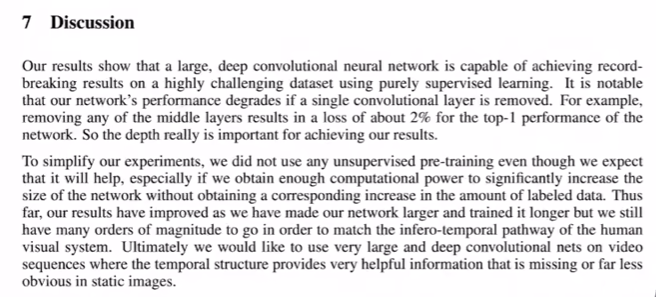 7 Discussion
Our results show that a large, deep convolutional neural network is capable of achieving record-
breaking results on a highly challenging dataset using purely supervised learning. It is notable
that our network's performance degrades if a single convolutional layer is removed. For example,
removing any of the middle layers results in a loss of about 2% for the top-1 performance of the
network. So the depth really is important for achieving our results.
To simplify our experiments, we did not use any unsupervised pre-training even though we expect
that it will help, especially if we obtain enough computational power to significantly increase the
size of the network without obtaining a corresponding increase in the amount of labeled data. Thus
far, our results have improved as we have made our network larger and trained it longer but we still
have many orders of magnitude to go in order to match the infero-temporal pathway of the human
visual system. Ultimately we would like to use very large and deep convolutional nets on video
sequences where the temporal structure provides very helpful information that is missing or far less
obvious in static images.